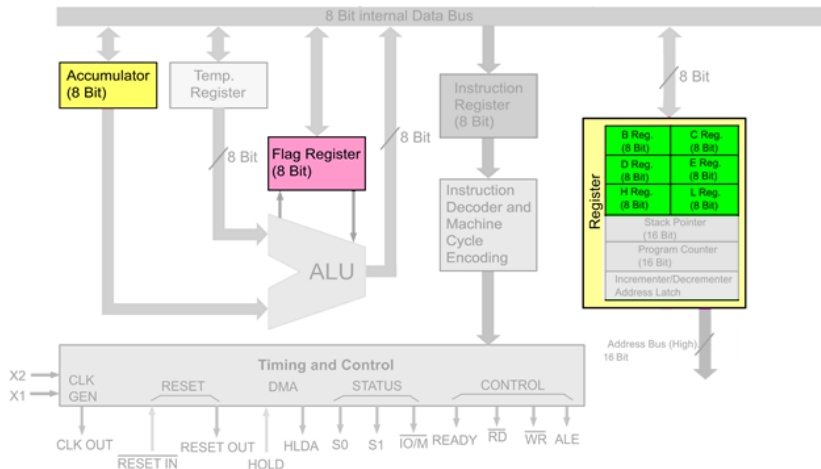 8 Bit internal Data Bus
Accumulator
(8 Bit)
Temp.
Register
Instruction
Register
(8 Bit)
8 Bit
8 Bit
8 Bit
Flag Register
(8 Bit)
Instruction
Decoder and
Machine
Cycle
Encoding
ALU
Register
B Reg.
(8 Bit)
C Reg.
(8 Bit)
D Reg.
(8 Bit)
E Reg.
(8 Bit)
H Reg.
(8 Bit)
L Reg.
(8 Bit)
Stack Pointer
(16 Bit)
Program Counter
(16 Bit)
Incrementer/Decrementer
Address Latch
Address Bus (High).
16 Bit
Timing and Control
X2
X1
CLK
GEN
RESET
DMA
STATUS
CONTROL
CLK OUT
RESET IN
RESET OUT
HOLD
HLDA
S0
S1
IO/M
READY
RD
WR
ALE